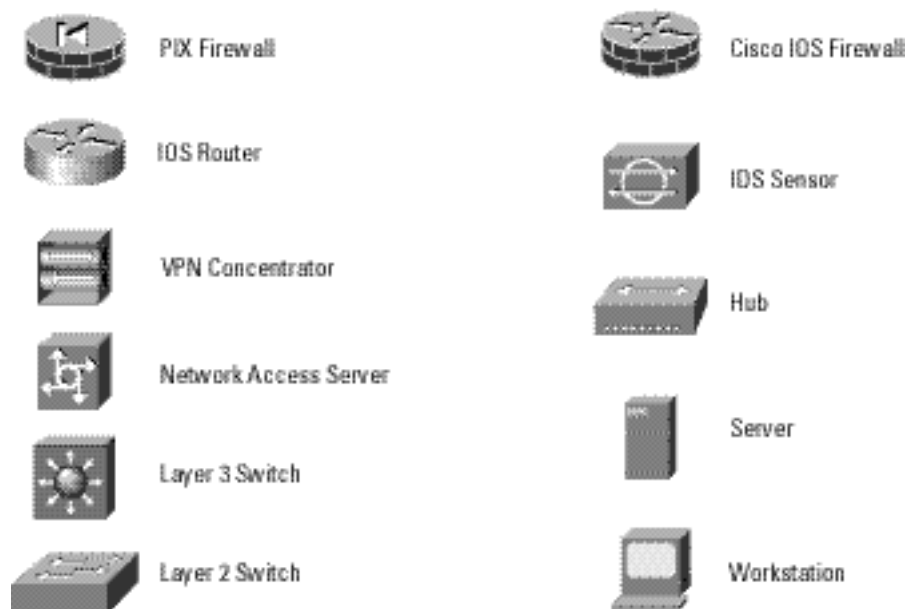 PIX Firewall
IOS Router
VPN Concentrator
Network Access Server
Layer 3 Switch
Layer 2 Switch
Cisco IOS Firewall
IDS Sensor
Hub
Server
Workstation